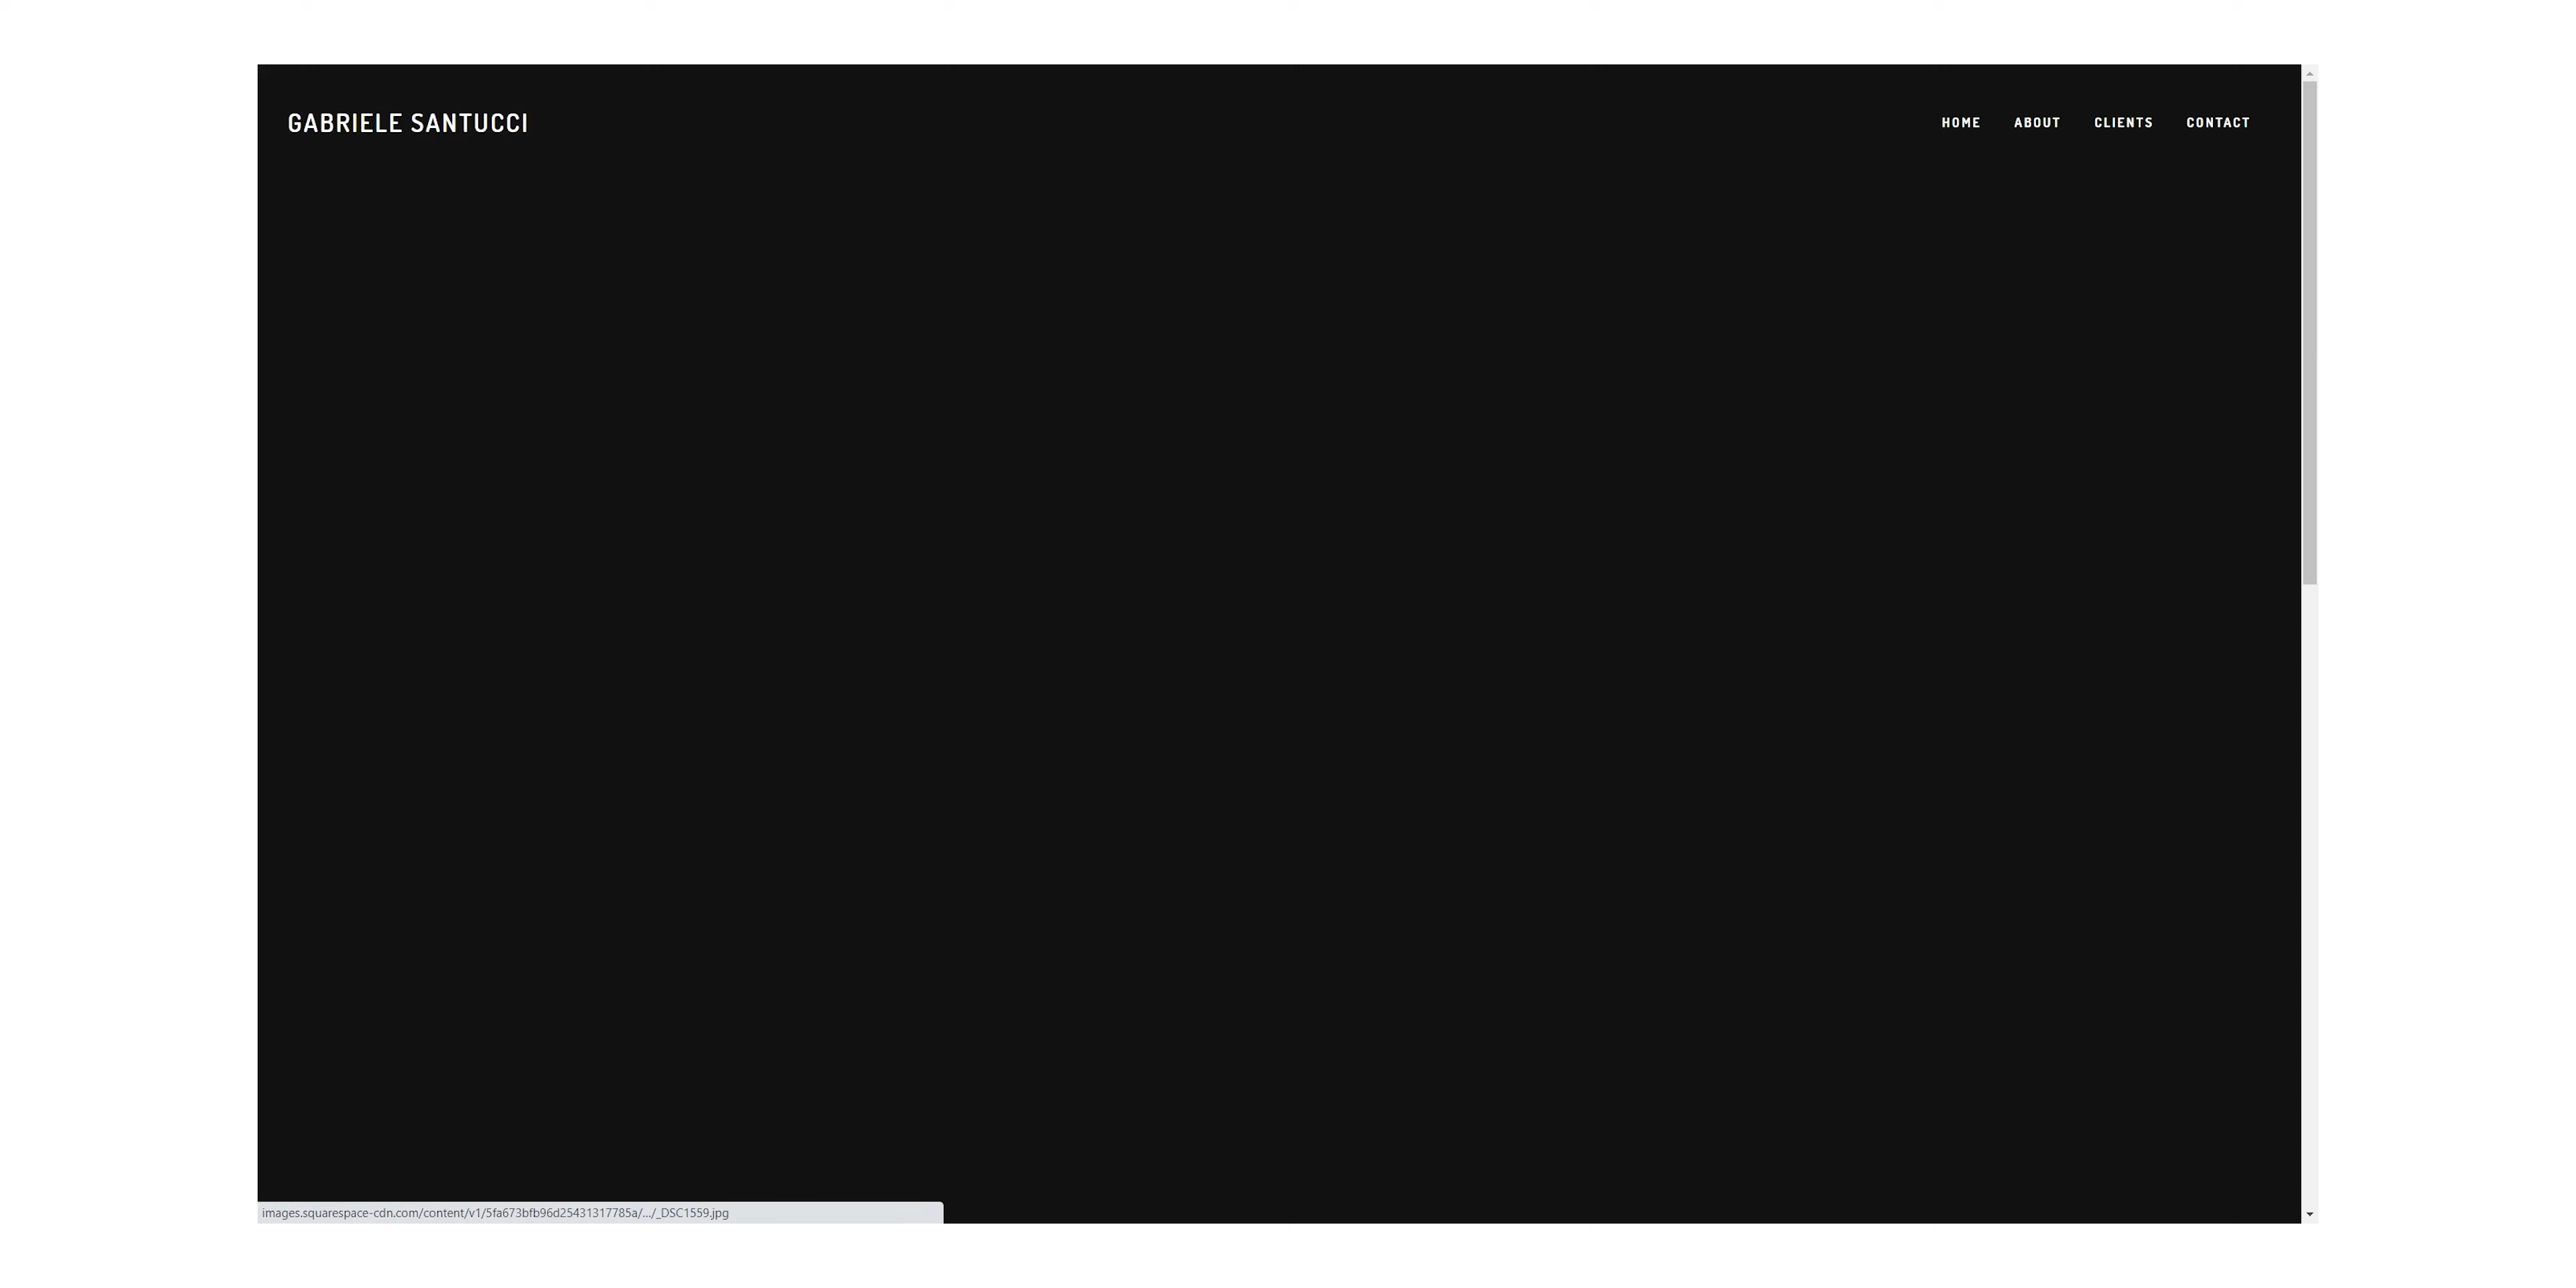 GABRIELE SANTUCCI
HOME ABOUT CLIENTS CONTACT
images.squarespace-cdn.com/content/v1/5fa673bfb96d25431317785a/.../_DSC1559.jpg